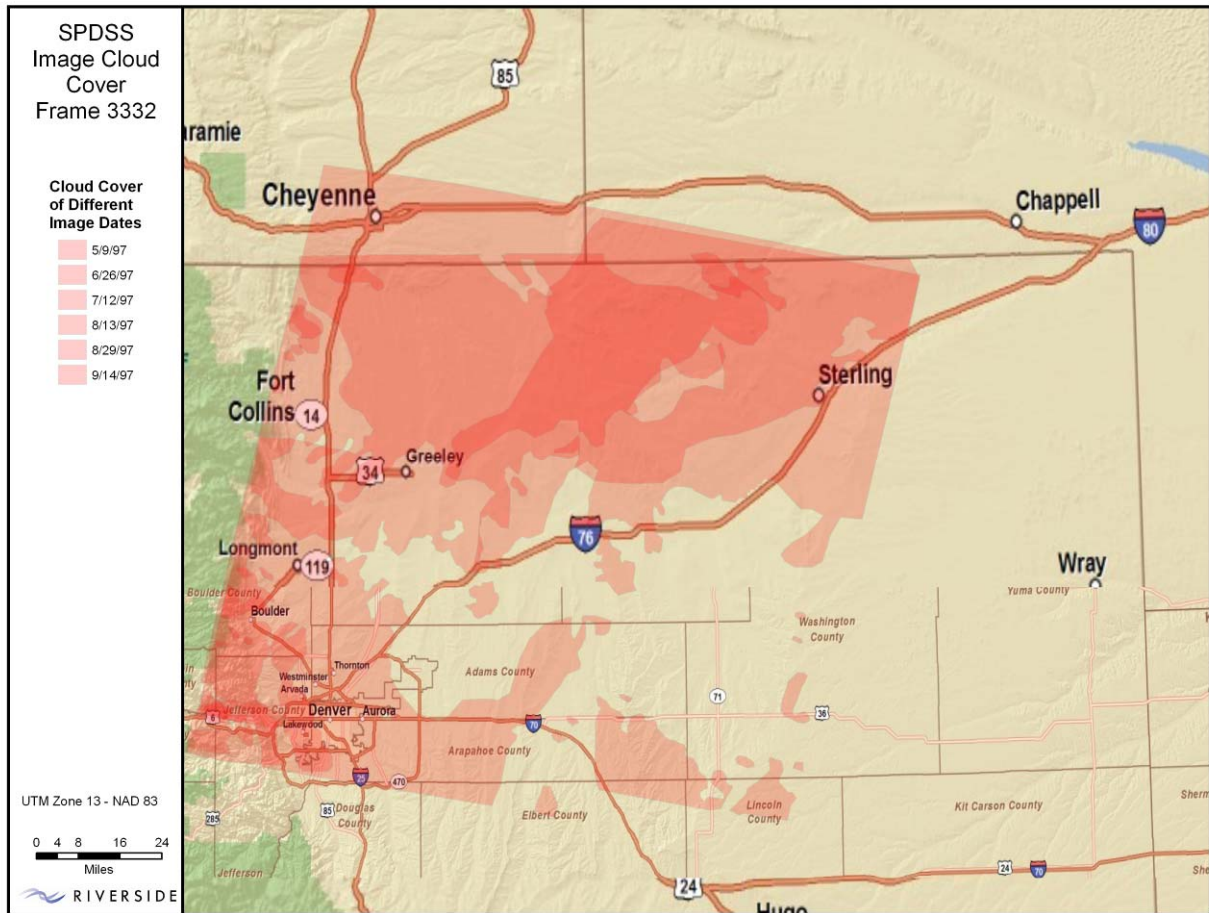 SPDSS
Image Cloud
Cover
Frame 3332
Cloud Cover
of Different
Image Dates
5/9/97
6/26/97
7/12/97
8/13/97
8/29/97
9/14/97
UTM Zone 13 - NAD 83
0 4 8 16 24
Miles
RIVERSIDE
85
aramie
Cheyenne
Chappell
80
Fort
Collins
14
Sterling
34
Greeley
76
Longmont
119
Wray
Boulder County
Yuma County
Boulder
Washington
County
Thornton
Adams County
Westminster
Arvada
71
Jefferson County
6
Denver
Aurora
Lakewood
70
36
Arapahoe County
25
470
285
85
Douglas
County
Elbert County
Lincoln
County
Kit Carson County
Sherm
Jefferson
24
24
70
She
Hugo